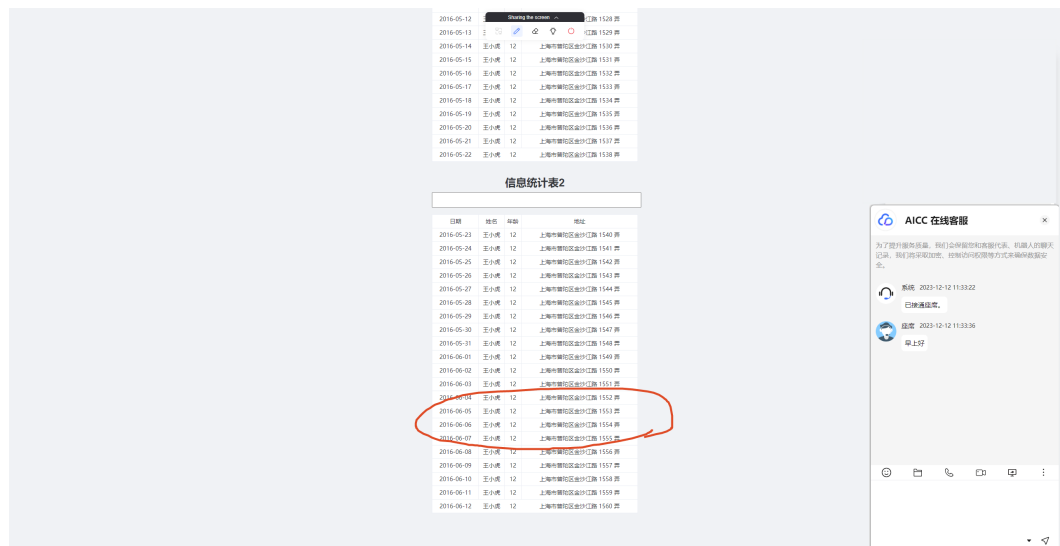 Sharing the screen
2016-05-12 1528 弄
2016-05-13 江路 1529 弄
2016-05-14 王小虎 12 上海市普陀区金沙江路 1530 弄
2016-05-15 王小虎 12 上海市普陀区金沙江路 1531 弄
2016-05-16 王小虎 12 上海市普陀区金沙江路 1532 弄
2016-05-17 王小虎 12 上海市普陀区金沙江路 1533 弄
2016-05-18 王小虎 12 上海市普陀区金沙江路 1534 弄
2016-05-19 王小虎 12 上海市普陀区金沙江路 1535 弄
2016-05-20 王小虎 12 上海市普陀区金沙江路 1536 弄
2016-05-21 王小虎 12 上海市普陀区金沙江路 1537 弄
2016-05-22 王小虎 12 上海市普陀区金沙江路 1538 弄
信息统计表2
日期 姓名 年龄 地址
2016-05-23 王小虎 12 上海市普陀区金沙江路 1540 弄
2016-05-24 王小虎 12 上海市普陀区金沙江路 1541 弄
2016-05-25 王小虎 12 上海市普陀区金沙江路 1542 弄
2016-05-26 王小虎 12 上海市普陀区金沙江路 1543 弄
2016-05-27 王小虎 12 上海市普陀区金沙江路 1544 弄
2016-05-28 王小虎 12 上海市普陀区金沙江路 1545 弄
2016-05-29 王小虎 12 上海市普陀区金沙江路 1546 弄
2016-05-30 王小虎 12 上海市普陀区金沙江路 1547 弄
2016-05-31 王小虎 12 上海市普陀区金沙江路 1548 弄
2016-06-01 王小虎 12 上海市普陀区金沙江路 1549 弄
2016-06-02 王小虎 12 上海市普陀区金沙江路 1550 弄
2016-06-03 王小虎 12 上海市普陀区金沙江路 1551 弄
2016-06-04 王小虎 12 上海市普陀区金沙江路 1552 弄
2016-06-05 王小虎 12 上海市普陀区金沙江路 1553 弄
2016-06-06 王小虎 12 上海市普陀区金沙江路 1554 弄
2016-06-07 王小虎 12 上海市普陀区金沙江路 1555 弄
2016-06-08 王小虎 12 上海市普陀区金沙江路 1556 弄
2016-06-09 王小虎 12 上海市普陀区金沙江路 1557 弄
2016-06-10 王小虎 12 上海市普陀区金沙江路 1558 弄
2016-06-11 王小虎 12 上海市普陀区金沙江路 1559 弄
2016-06-12 王小虎 12 上海市普陀区金沙江路 1560 弄
AICC 在线客服
为了提升服务质量，我们会保留您和客服代表、机器人的聊天
记录，我们将采取加密，控制访问权限等方式来确保数据安
全。
系统 2023-12-12 11:33:22
已接通座席。
座席 2023-12-12 11:33:36
早上好